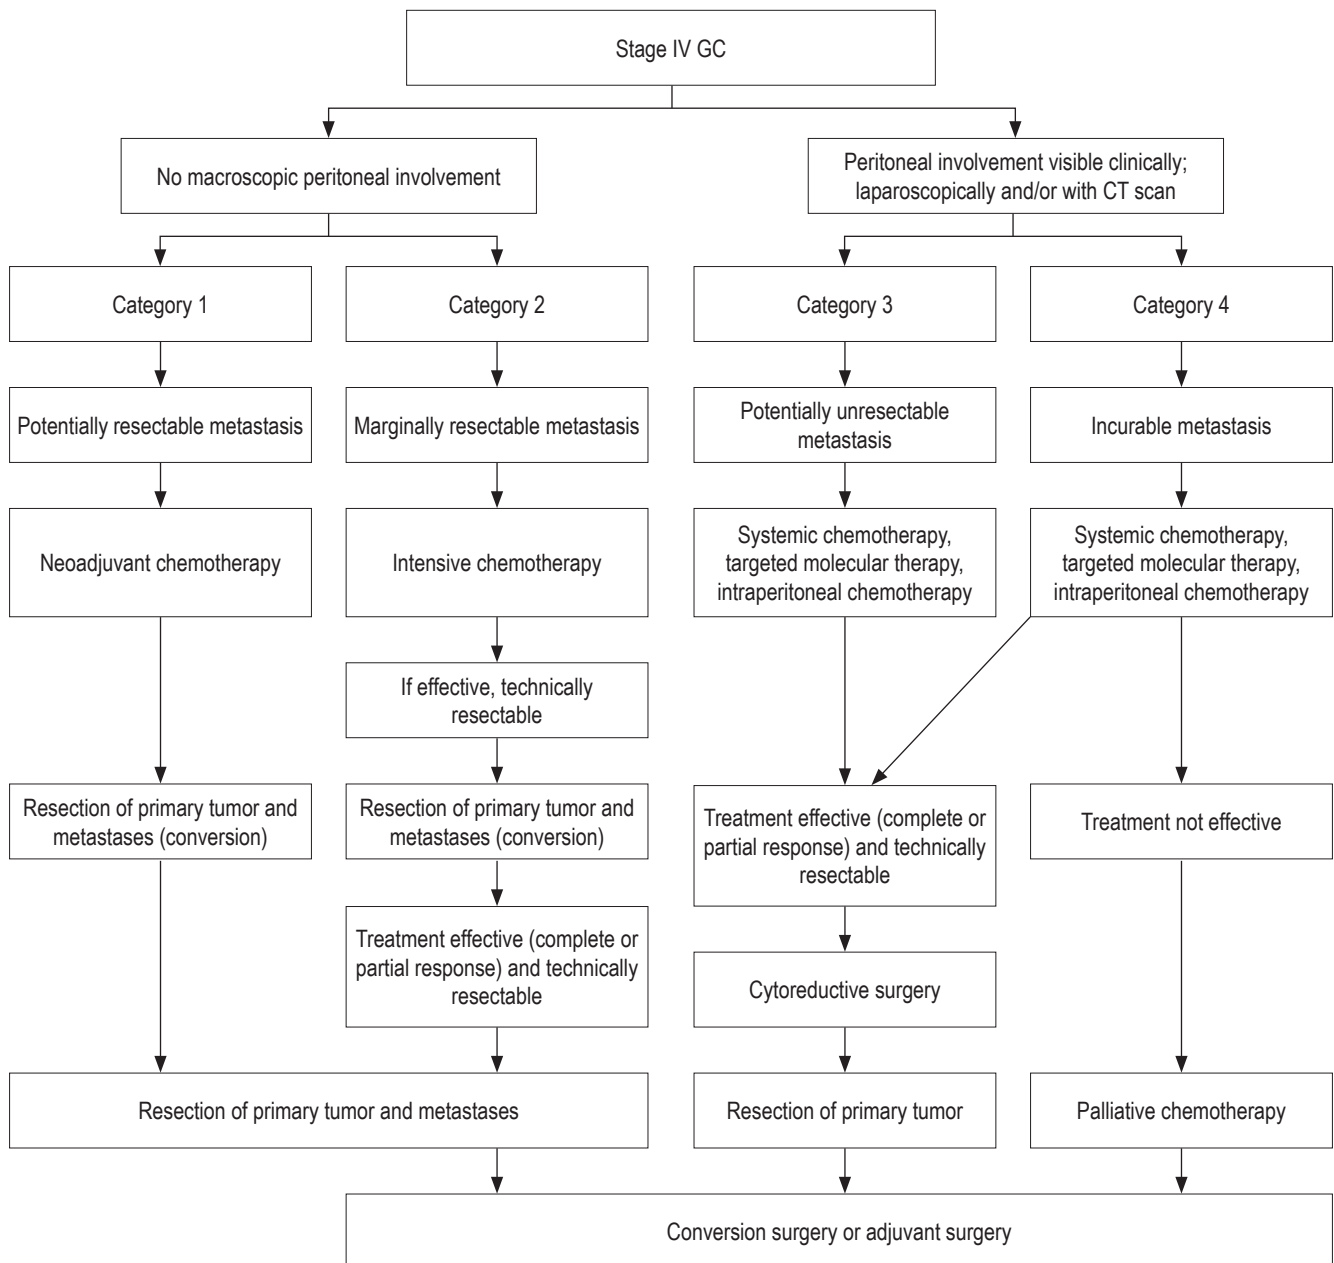 Stage IV GC
No macroscopic peritoneal involvement
Peritoneal involvement visible clinically;
laparoscopically and/or with CT scan
Category 1
Category 2
Category 3
Category 4
Potentially resectable metastasis
Marginally resectable metastasis
Potentially unresectable
metastasis
Incurable metastasis
Neoadjuvant chemotherapy
Intensive chemotherapy
Systemic chemotherapy,
targeted molecular therapy,
intraperitoneal chemotherapy
Systemic chemotherapy,
targeted molecular therapy,
intraperitoneal chemotherapy
If effective, technically
resectable
Resection of primary tumor and
metastases (conversion)
Resection of primary tumor and
metastases (conversion)
Treatment effective (complete or
partial response) and technically
resectable
Treatment not effective
Treatment effective (complete or
partial response) and technically
resectable
Cytoreductive surgery
Resection of primary tumor and metastases
Resection of primary tumor
Palliative chemotherapy
Conversion surgery or adjuvant surgery